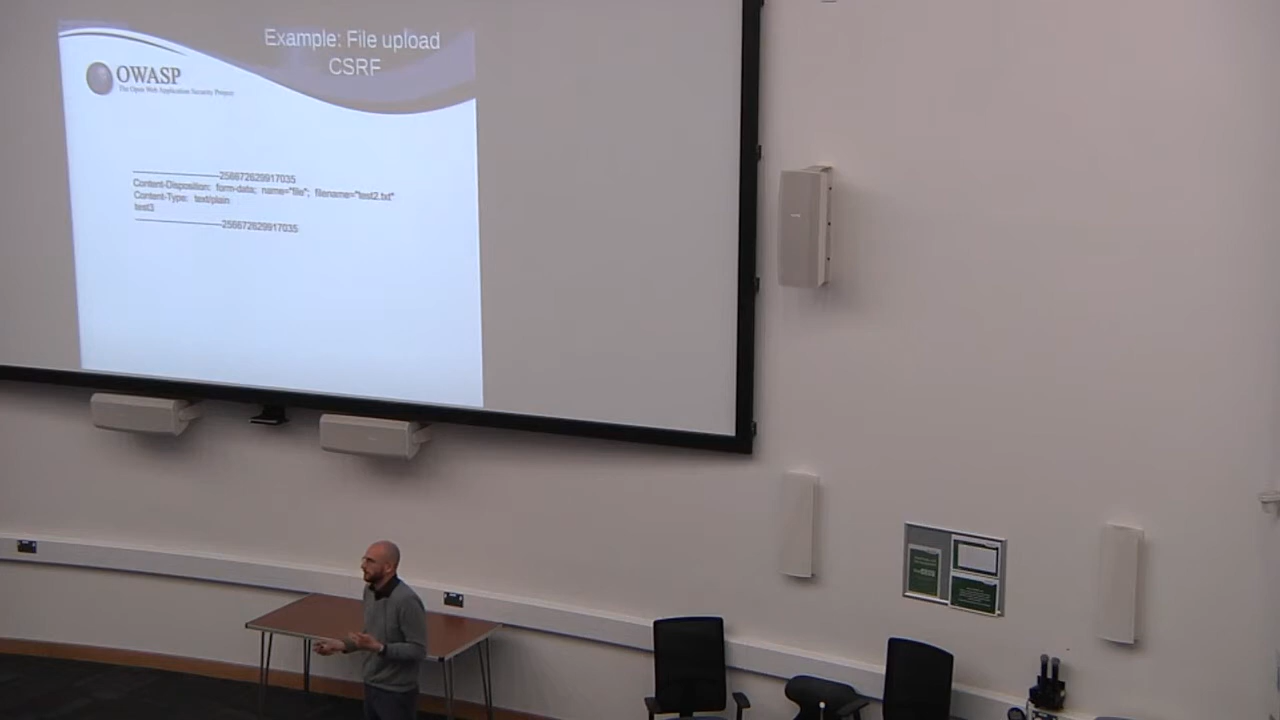 Example: File upload
CSRF
OWASP
The Open Web Application Security Project
-----------------------------256672629917035
Content-Disposition: form-data; name="file"; filename="test2.txt"
Content-Type: text/plain
test3
-----------------------------256672629917035